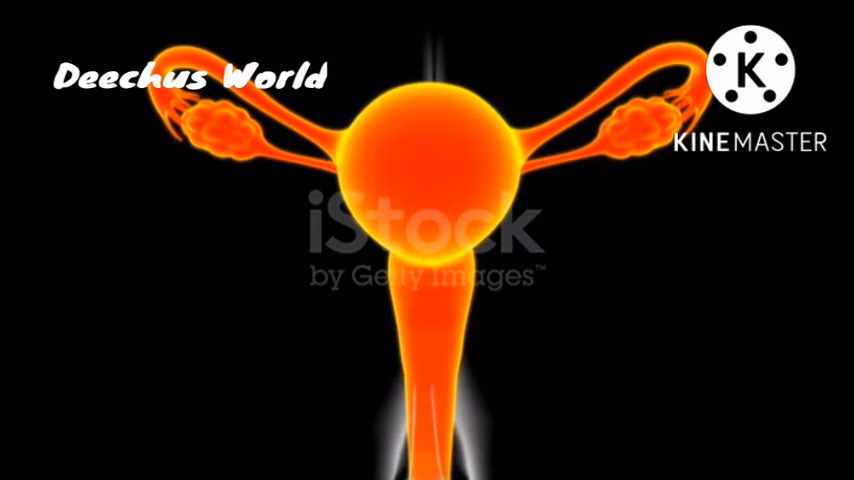 Deechus World
K
KINEMASTER
iStock
by Getty Images™